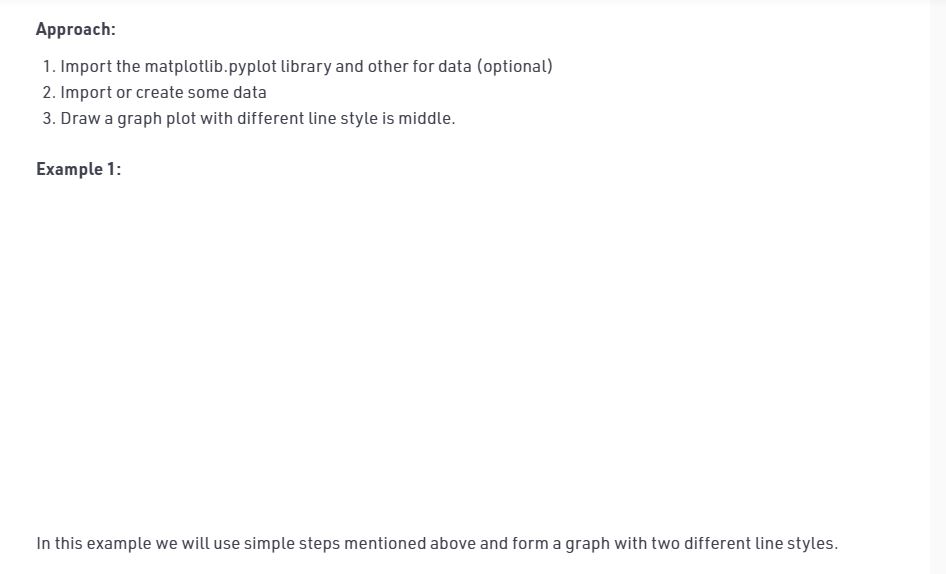 Approach:
1. Import the matplotlib.pyplot library and other for data (optional)
2. Import or create some data
3. Draw a graph plot with different line style is middle.
Example 1:
In this example we will use simple steps mentioned above and form a graph with two different line styles.